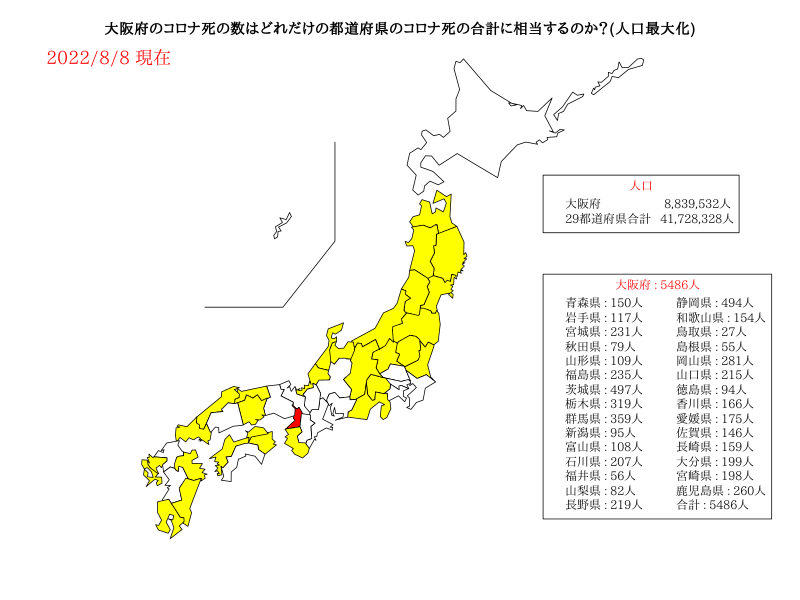 大阪府のコロナ死の数はどれだけの都道府県のコロナ死の合計に相当するのか?(人口最大化)
2022/8/8 現在
人口
大阪府 8,839,532人
29都道府県合計 41,728,328人
大阪府 : 5486人
青森県 : 150人 静岡県 : 494人
岩手県 : 117人 和歌山県 : 154人
宮城県 : 231人 鳥取県 : 27人
秋田県 : 79人 島根県 : 55人
山形県 : 109人 岡山県 : 281人
福島県 : 235人 山口県 : 215人
茨城県 : 497人 徳島県 : 94人
栃木県 : 319人 香川県 : 166人
群馬県 : 359人 愛媛県 : 175人
新潟県 : 95人 佐賀県 : 146人
富山県 : 108人 長崎県 : 159人
石川県 : 207人 大分県 : 199人
福井県 : 56人 宮崎県 : 198人
山梨県 : 82人 鹿児島県 : 260人
長野県 : 219人 合計 : 5486人